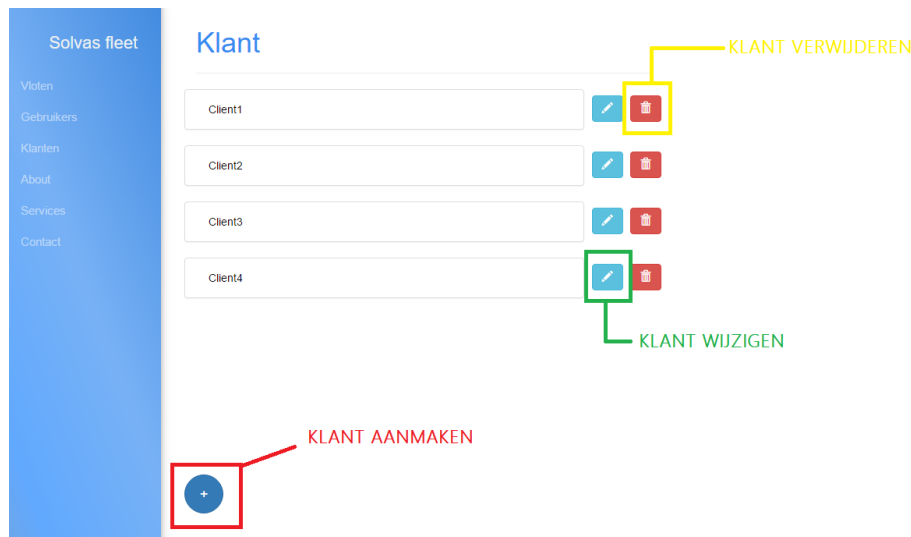 Solvas fleet
Vloten
Gebruikers
Klanten
About
Services
Contact
Klant
KLANT VERWIJDEREN
Client1
Client2
Client3
Client4
KLANT WIJZIGEN
KLANT AANMAKEN
+